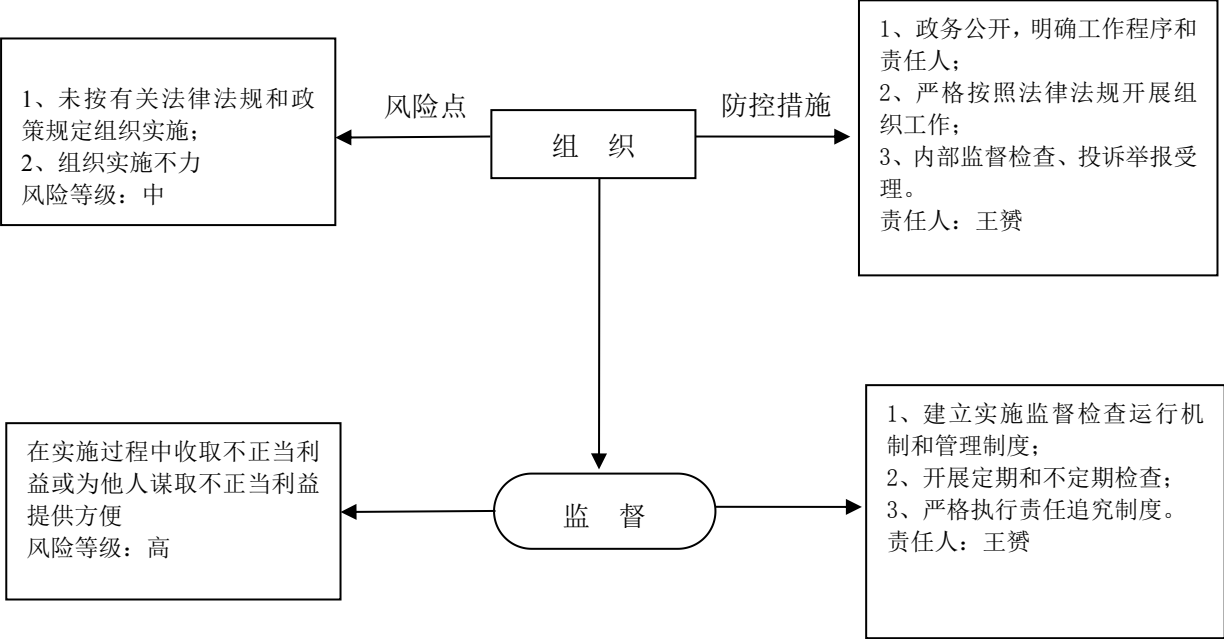 1、未按有关法律法规和政
策规定组织实施；
2、组织实施不力
风险等级：中
风险点
组 织
防控措施
1、政务公开，明确工作程序和
责任人；
2、严格按照法律法规开展组
织工作；
3、内部监督检查、投诉举报受
理。
责任人：王赟
在实施过程中收取不正当利
益或为他人谋取不正当利益
提供方便
风险等级：高
监 督
1、建立实施监督检查运行机
制和管理制度；
2、开展定期和不定期检查；
3、严格执行责任追究制度。
责任人：王赟